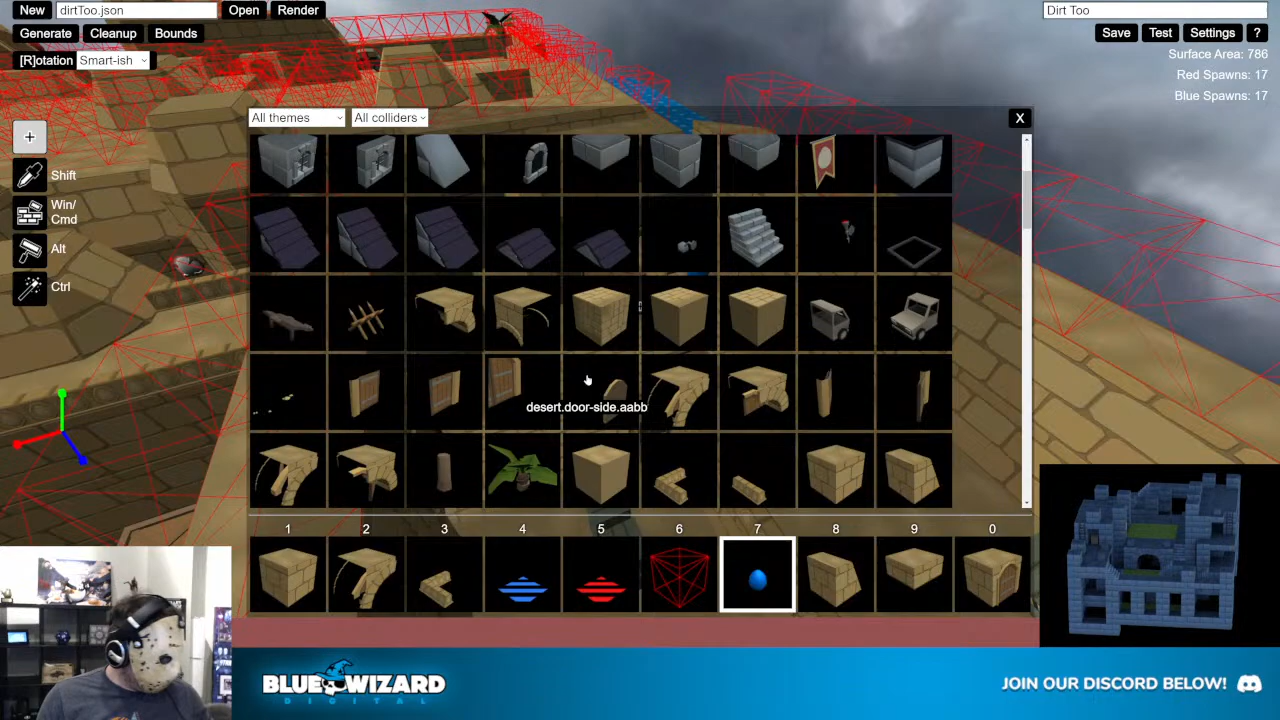 New dirtToo.json Open Render
Dirt Too
Generate Cleanup Bounds
Save Test Settings ?
[R]otation Smart-ish
Surface Area: 786
Red Spawns: 17
Blue Spawns: 17
All themes All colliders X
+
Shift
Win/
Cmd
Alt
Ctrl
desert.door-side.aabb
1 2 3 4 5 6 7 8 9 0
BLUE WIZARD
DIGITAL
JOIN OUR DISCORD BELOW!